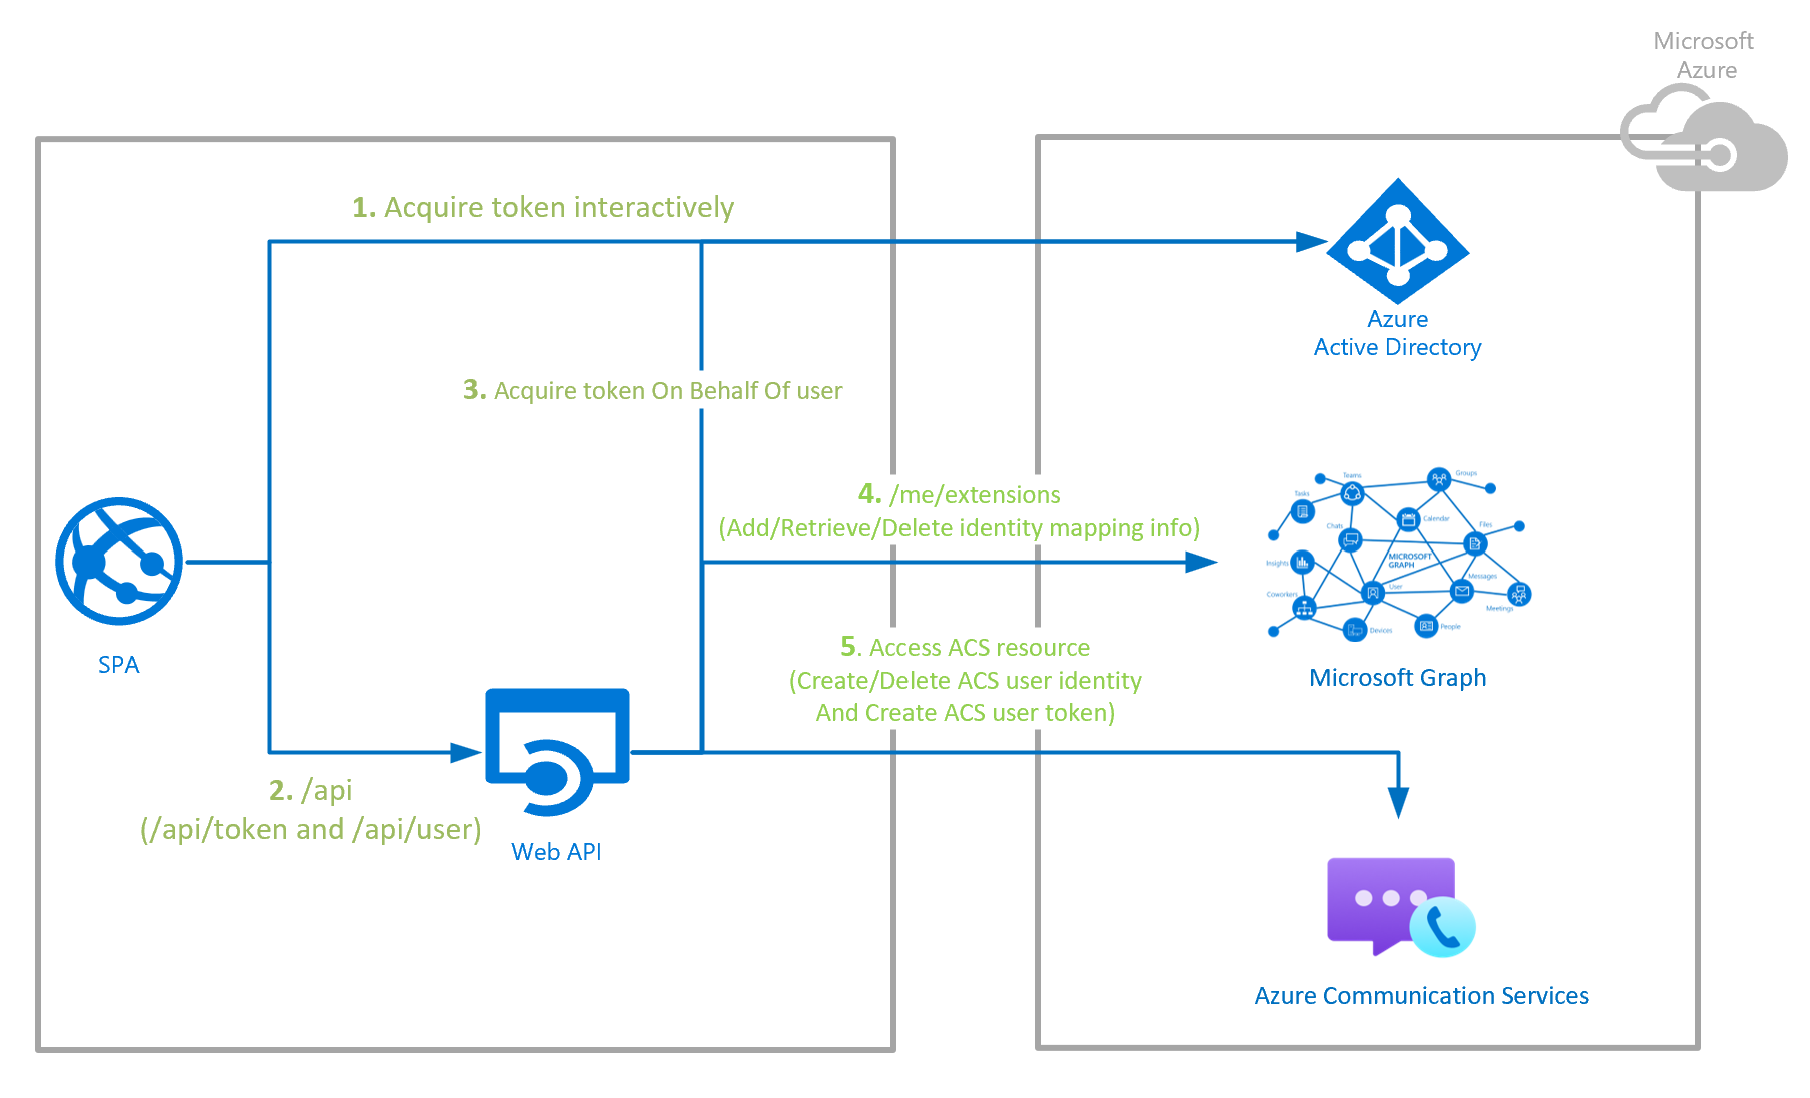 Microsoft
Azure
1. Acquire token interactively
Azure
Active Directory
3. Acquire token On Behalf Of user
4. /me/extensions
(Add/Retrieve/Delete identity mapping info)
Teams
Groups
Tasks
Calendar
Chats
Files
MICROSOFT
GRAPH
Insights
Messages
User
Coworkers
Meetings
Devices
People
Microsoft Graph
SPA
5. Access ACS resource
(Create/Delete ACS user identity
And Create ACS user token)
2. /api
(/api/token and /api/user)
Web API
Azure Communication Services